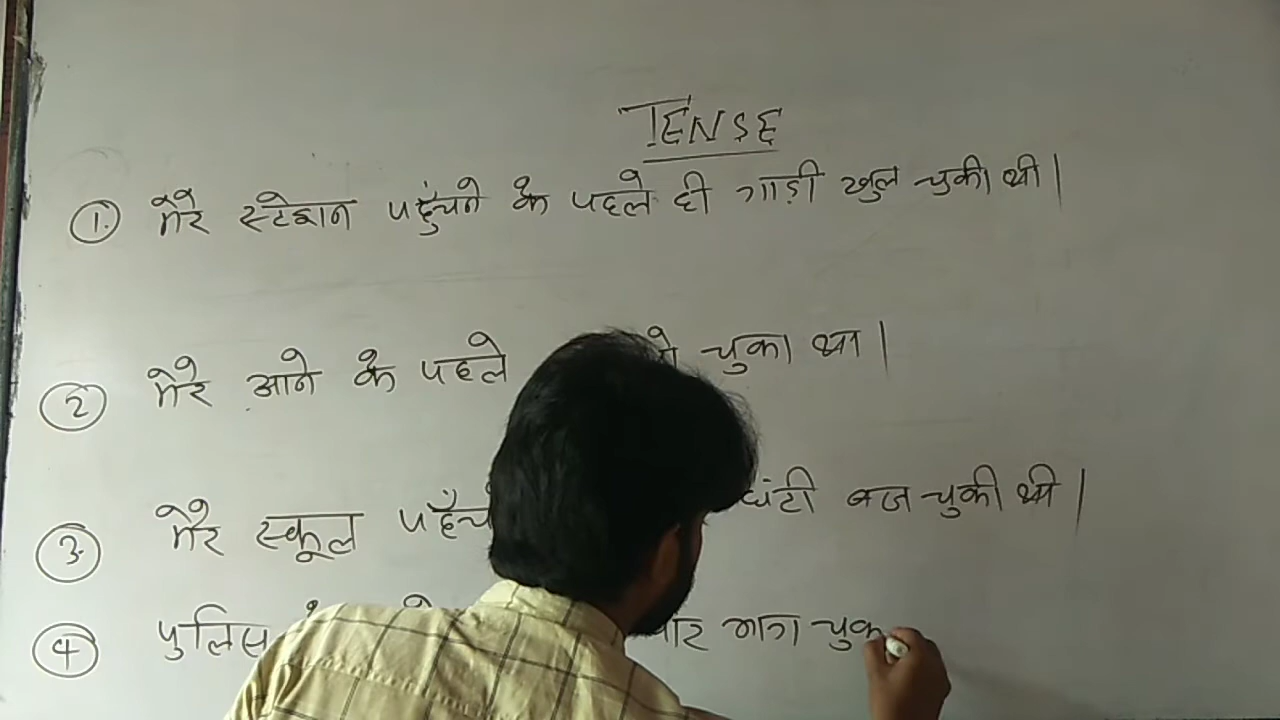 TENSE
1. मेरे स्टेशन पहुंचने के पहले ही गाड़ी खुल चुकी थी।
2 मेरे आने के पहले चुका था।
3. मेरे स्कूल घंटी बज चुकी थी।
4 पुलिस भाग